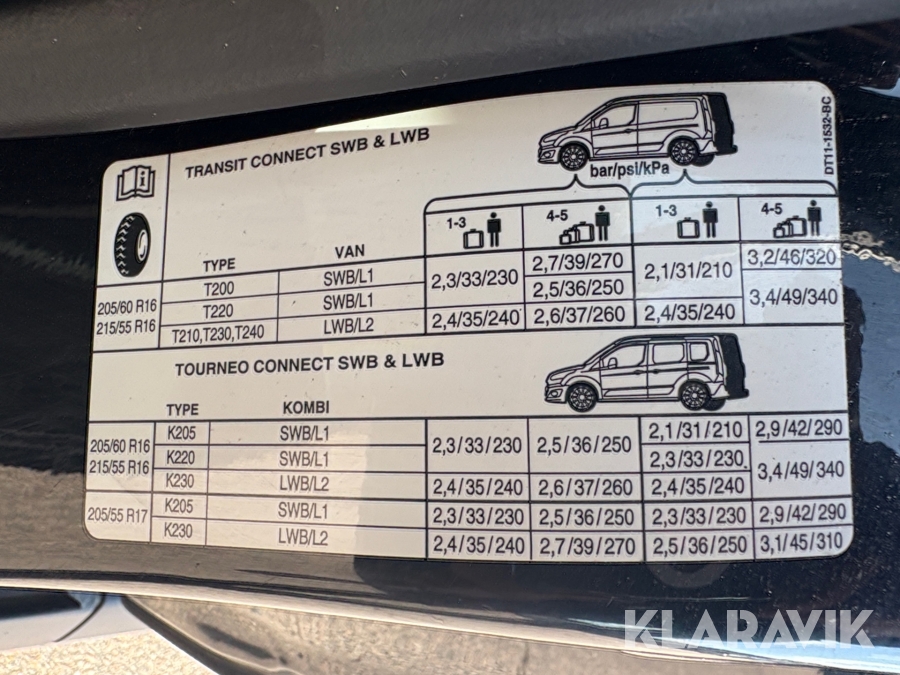 TRANSIT CONNECT SWB & LWB
DT11-1532-BC
bar/psi/kPa
1-3 4-5 1-3 4-5
TYPE VAN
205/60 R16
215/55 R16
T200 SWB/L1 2,3/33/230 2,7/39/270 2,1/31/210 3,2/46/320
T220 SWB/L1 2,5/36/250 3,4/49/340
T210,T230,T240 LWB/L2 2,4/35/240 2,6/37/260 2,4/35/240
TOURNEO CONNECT SWB & LWB
TYPE KOMBI
205/60 R16
215/55 R16
K205 SWB/L1 2,3/33/230 2,5/36/250 2,1/31/210 2,9/42/290
K220 SWB/L1 2,3/33/230 3,4/49/340
K230 LWB/L2 2,4/35/240 2,6/37/260 2,4/35/240
205/55 R17
K205 SWB/L1 2,3/33/230 2,5/36/250 2,3/33/230 2,9/42/290
K230 LWB/L2 2,4/35/240 2,7/39/270 2,5/36/250 3,1/45/310
KLARAVIK